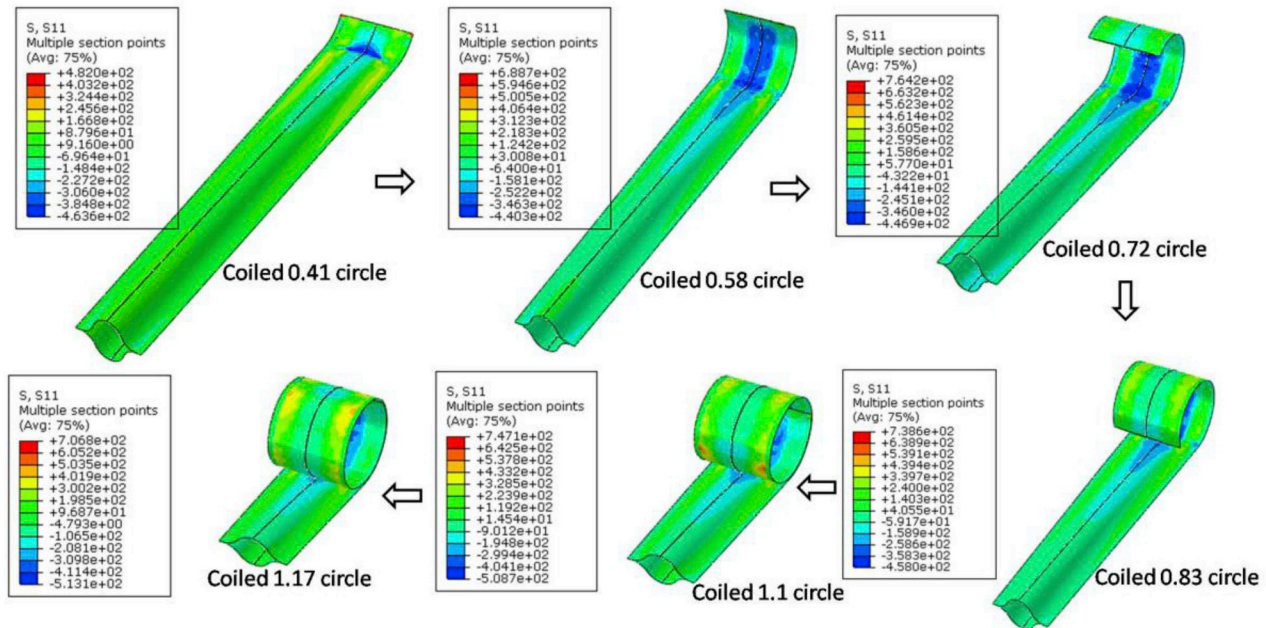 S, S11
Multiple section points
(Avg: 75%)
+4.820e+02
+4.032e+02
+3.244e+02
+2.456e+02
+1.668e+02
+8.796e+01
+9.160e+00
-6.964e+01
-1.484e+02
-2.272e+02
-3.060e+02
-3.848e+02
-4.636e+02
Coiled 0.41 circle
S, S11
Multiple section points
(Avg: 75%)
+6.887e+02
+5.946e+02
+5.005e+02
+4.064e+02
+3.123e+02
+2.183e+02
+1.242e+02
+3.008e+01
-6.400e+01
-1.581e+02
-2.522e+02
-3.463e+02
-4.403e+02
Coiled 0.58 circle
S, S11
Multiple section points
(Avg: 75%)
+7.642e+02
+6.632e+02
+5.623e+02
+4.614e+02
+3.605e+02
+2.595e+02
+1.586e+02
+5.770e+01
-4.322e+01
-1.441e+02
-2.451e+02
-3.460e+02
-4.469e+02
Coiled 0.72 circle
S, S11
Multiple section points
(Avg: 75%)
+7.068e+02
+6.052e+02
+5.035e+02
+4.019e+02
+3.002e+02
+1.985e+02
+9.687e+01
-4.793e+00
-1.065e+02
-2.081e+02
-3.098e+02
-4.114e+02
-5.131e+02
Coiled 1.17 circle
S, S11
Multiple section points
(Avg: 75%)
+7.471e+02
+6.425e+02
+5.378e+02
+4.332e+02
+3.285e+02
+2.239e+02
+1.192e+02
+1.454e+01
-9.012e+01
-1.948e+02
-2.994e+02
-4.041e+02
-5.087e+02
Coiled 1.1 circle
S, S11
Multiple section points
(Avg: 75%)
+7.386e+02
+6.389e+02
+5.391e+02
+4.394e+02
+3.397e+02
+2.400e+02
+1.403e+02
+4.055e+01
-5.917e+01
-1.589e+02
-2.586e+02
-3.583e+02
-4.580e+02
Coiled 0.83 circle